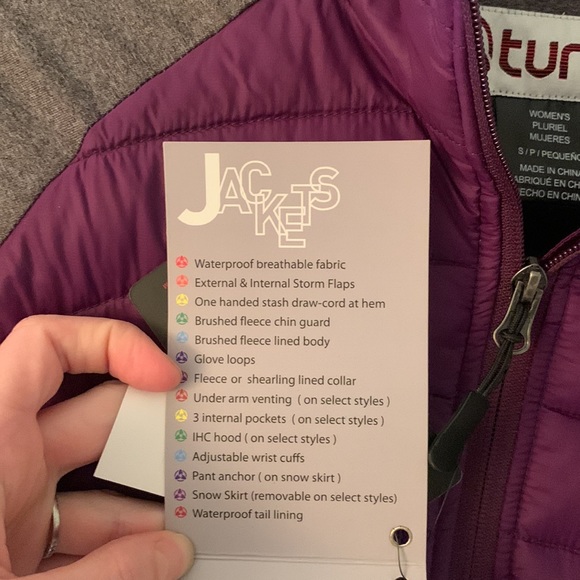 tur
WOMEN'S
PLURIEL
MUJERES
S / P / PEQUEÑO
MADE IN CHINA
JACKETS
Waterproof breathable fabric
External & Internal Storm Flaps
One handed stash draw-cord at hem
Brushed fleece chin guard
Brushed fleece lined body
Glove loops
Fleece or shearling lined collar
Under arm venting ( on select styles )
3 internal pockets ( on select styles )
IHC hood ( on select styles )
Adjustable wrist cuffs
Pant anchor ( on snow skirt )
Snow Skirt (removable on select styles)
Waterproof tail lining